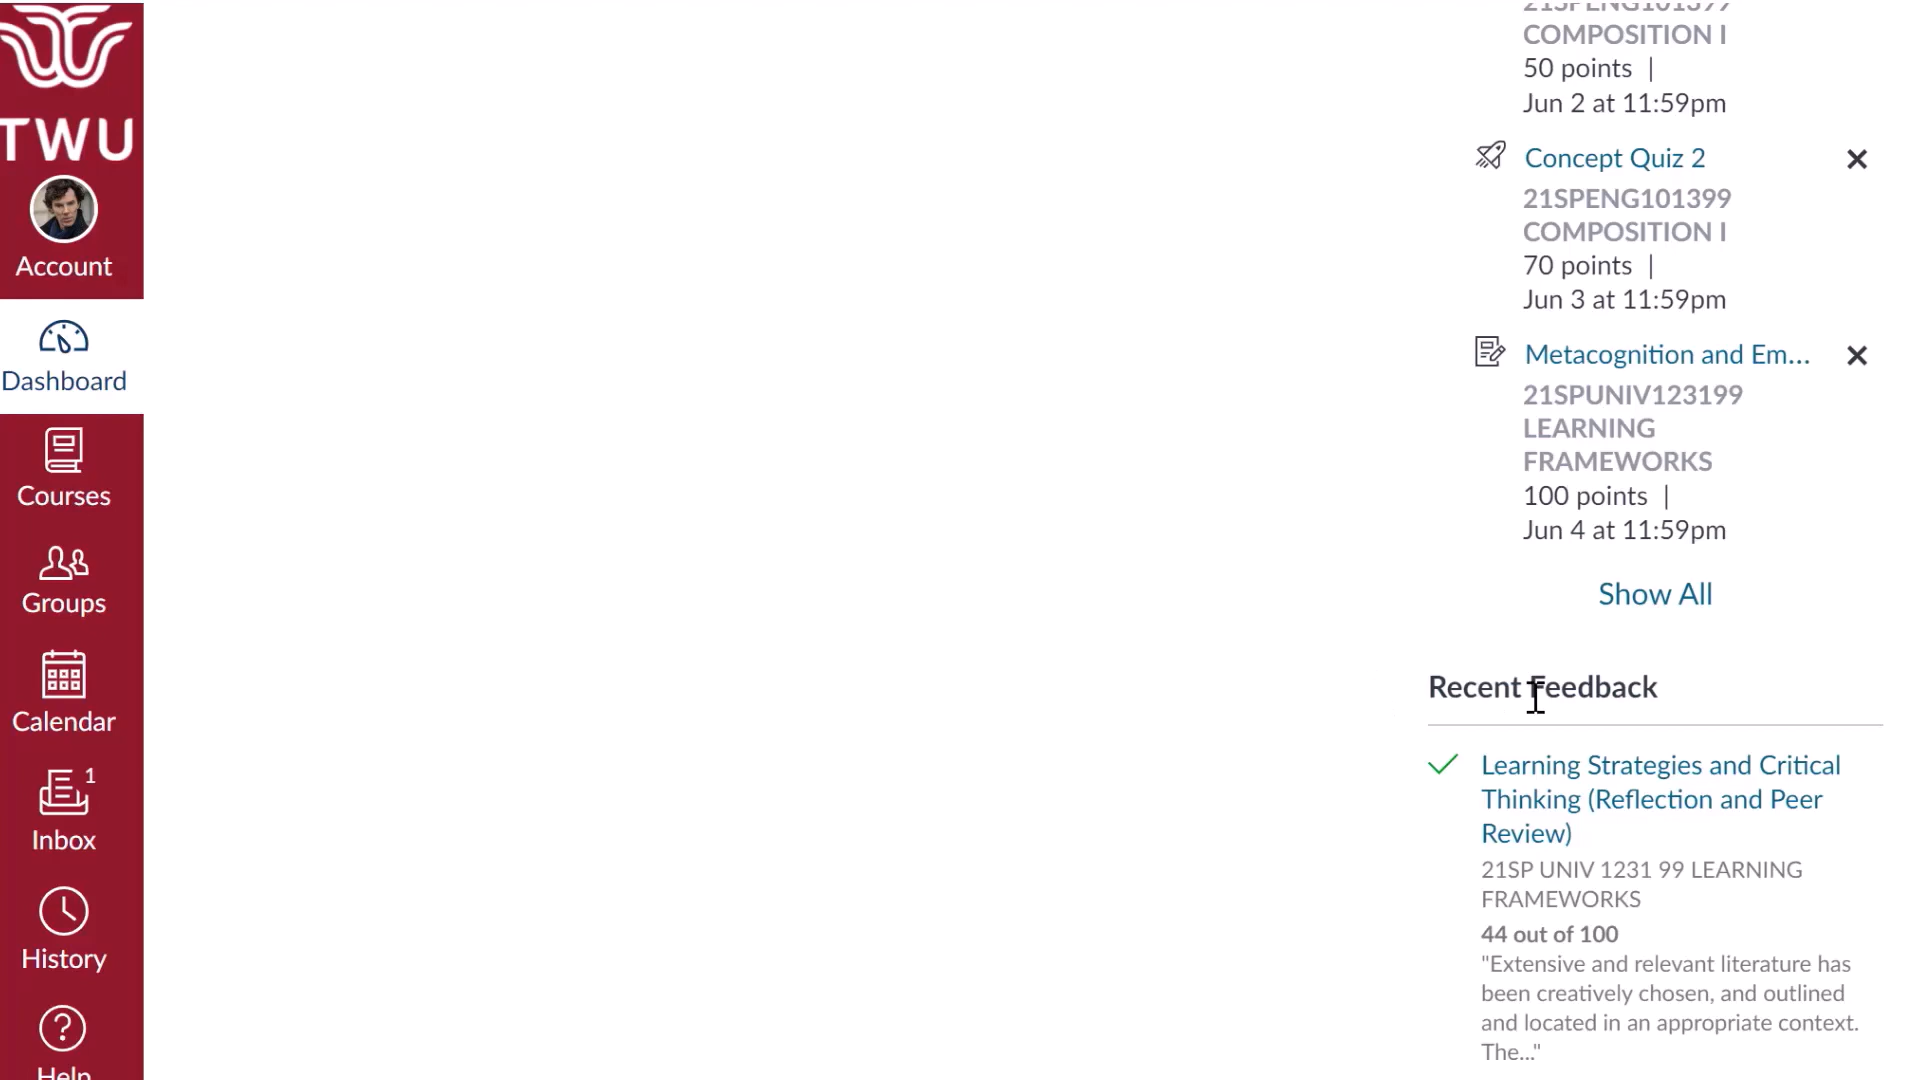 TWU
Account
Dashboard
Courses
Groups
Calendar
1
Inbox
History
Help
21SPENG101399
COMPOSITION I
50 points |
Jun 2 at 11:59pm
Concept Quiz 2
21SPENG101399
COMPOSITION I
70 points |
Jun 3 at 11:59pm
Metacognition and Em...
21SPUNIV123199
LEARNING
FRAMEWORKS
100 points |
Jun 4 at 11:59pm
Show All
Recent Feedback
Learning Strategies and Critical
Thinking (Reflection and Peer
Review)
21SP UNIV 1231 99 LEARNING
FRAMEWORKS
44 out of 100
"Extensive and relevant literature has
been creatively chosen, and outlined
and located in an appropriate context.
The..."